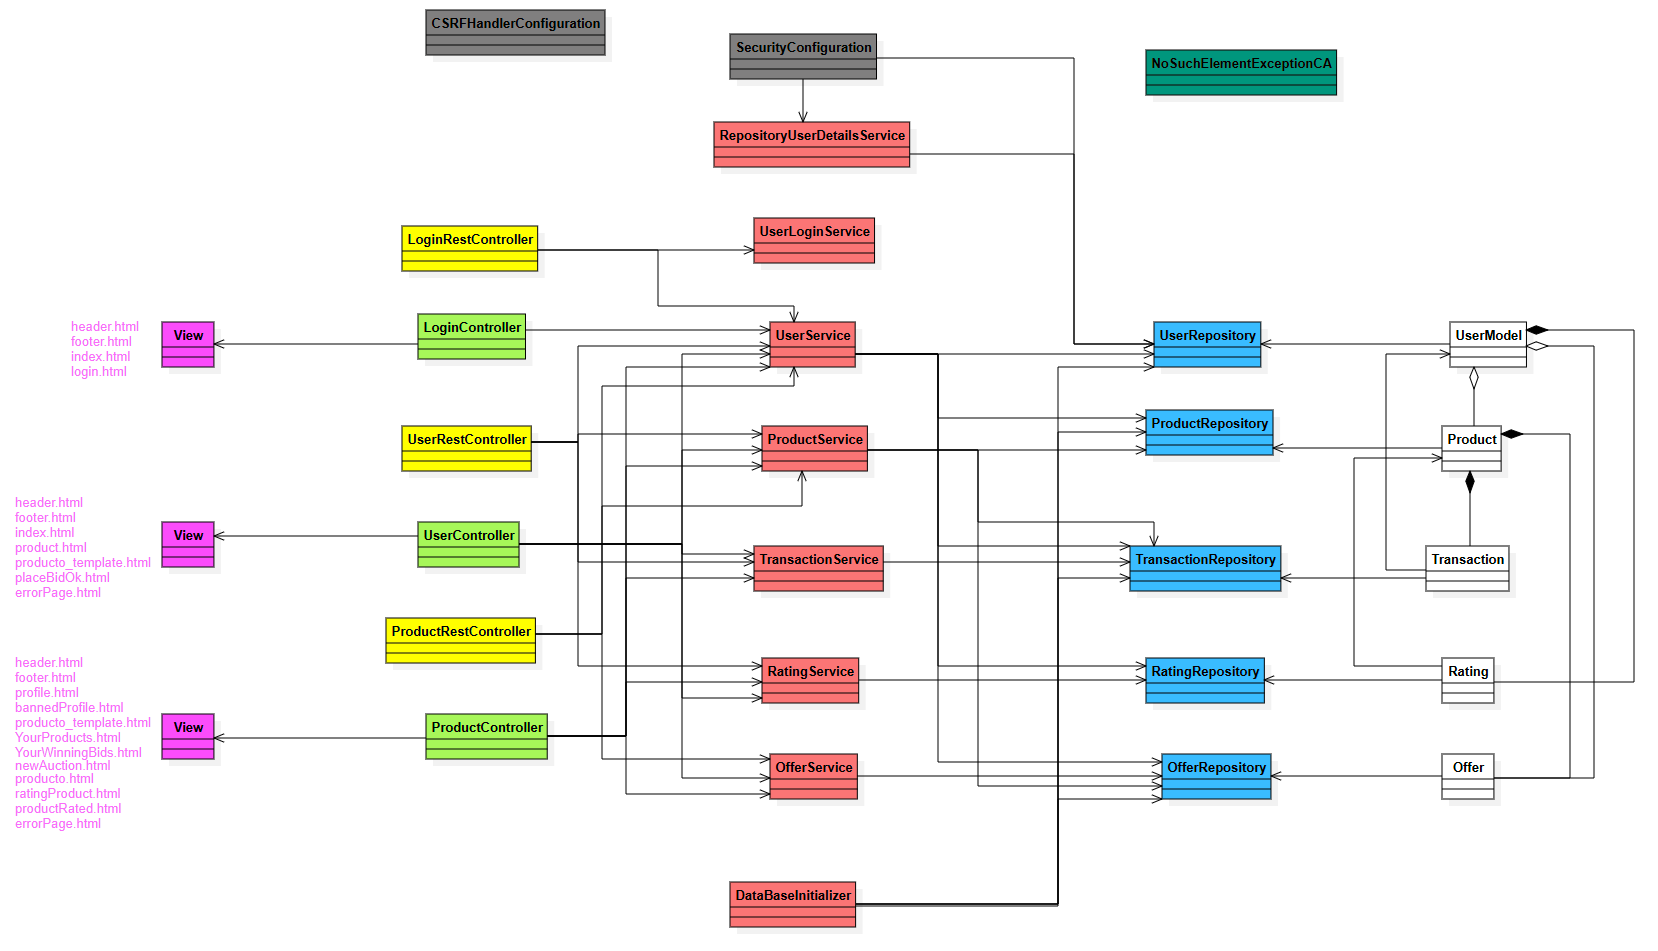 CSRFHandlerConfiguration
SecurityConfiguration
NoSuchElementExceptionCA
RepositoryUserDetailsService
LoginRestController
UserLoginService
header.html
footer.html
index.html
login.html
View
LoginController
UserService
UserRepository
UserModel
UserRestController
ProductService
ProductRepository
Product
header.html
footer.html
index.html
product.html
producto_template.html
placeBidOk.html
errorPage.html
View
UserController
TransactionService
TransactionRepository
Transaction
ProductRestController
header.html
footer.html
profile.html
bannedProfile.html
producto_template.html
YourProducts.html
YourWinningBids.html
newAuction.html
producto.html
ratingProduct.html
productRated.html
errorPage.html
View
ProductController
RatingService
RatingRepository
Rating
OfferService
OfferRepository
Offer
DataBaseInitializer